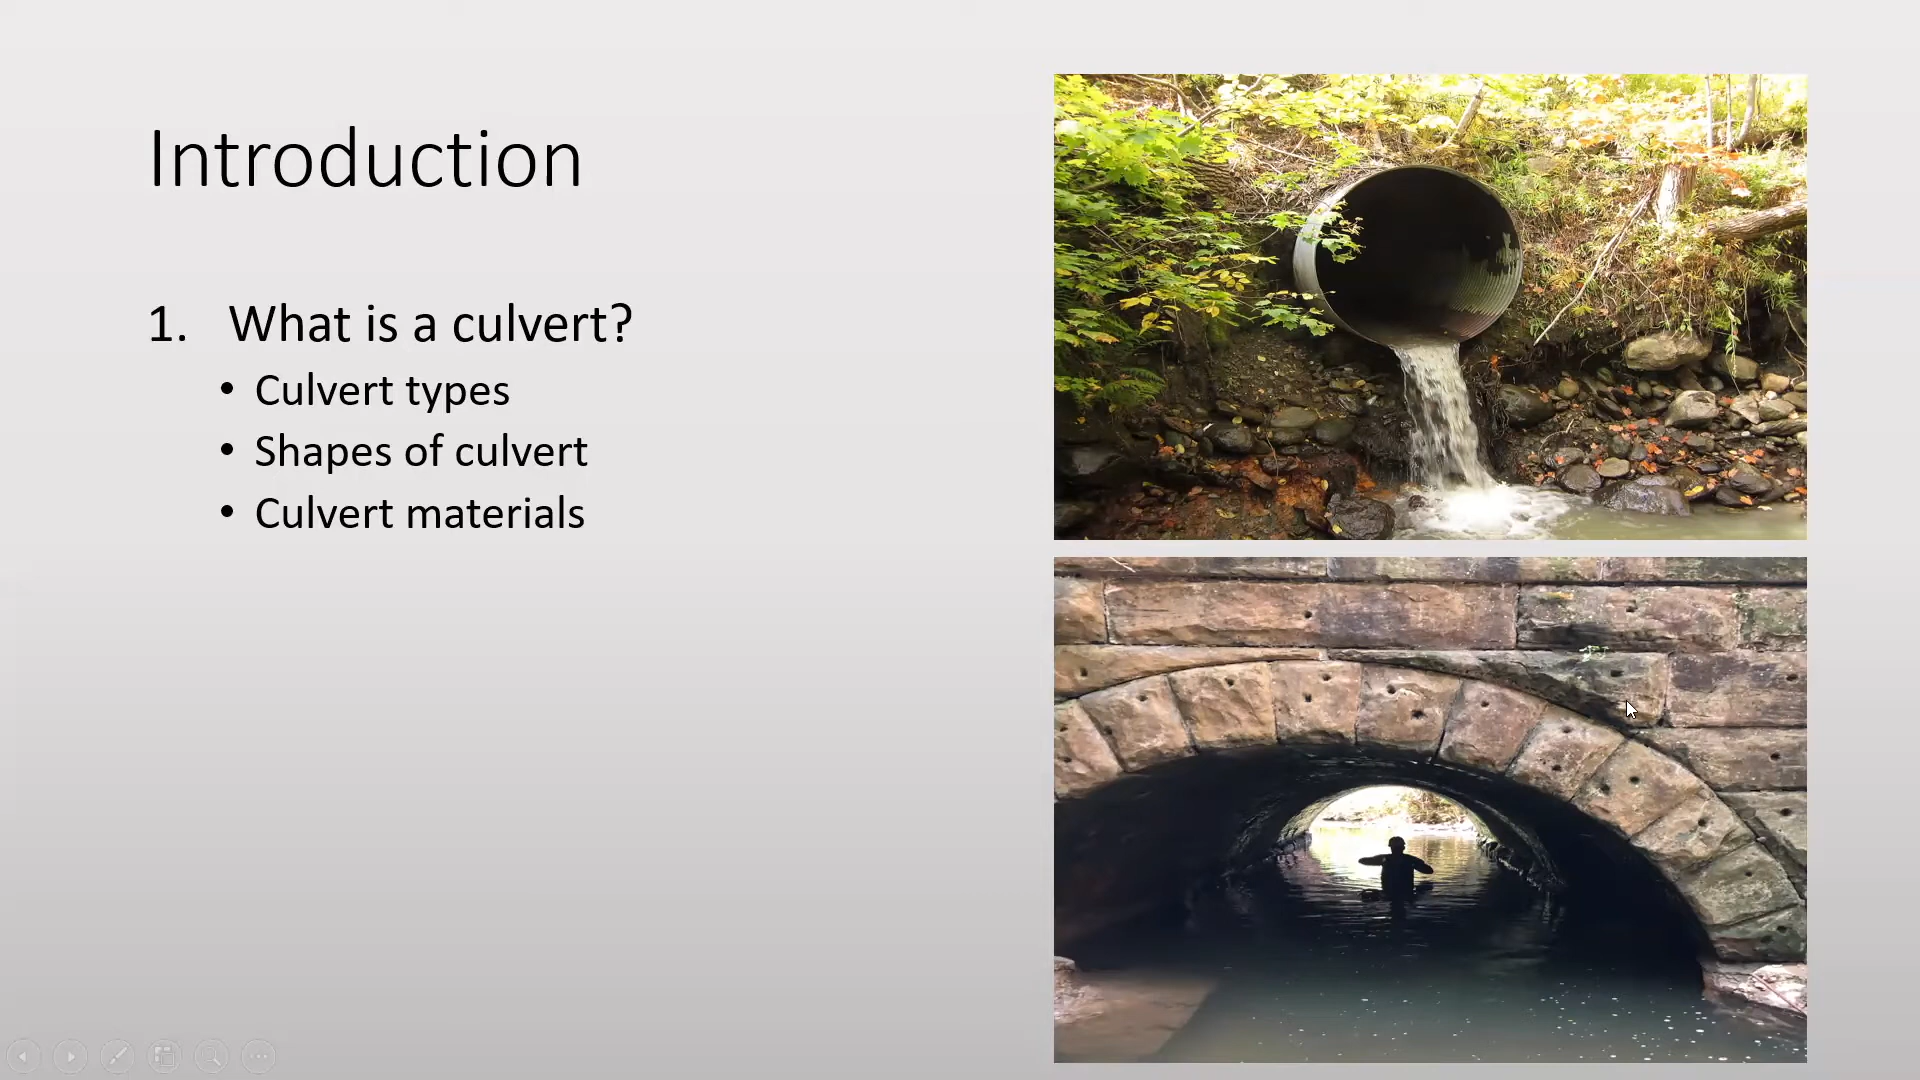 Introduction
1. What is a culvert?
• Culvert types
• Shapes of culvert
• Culvert materials